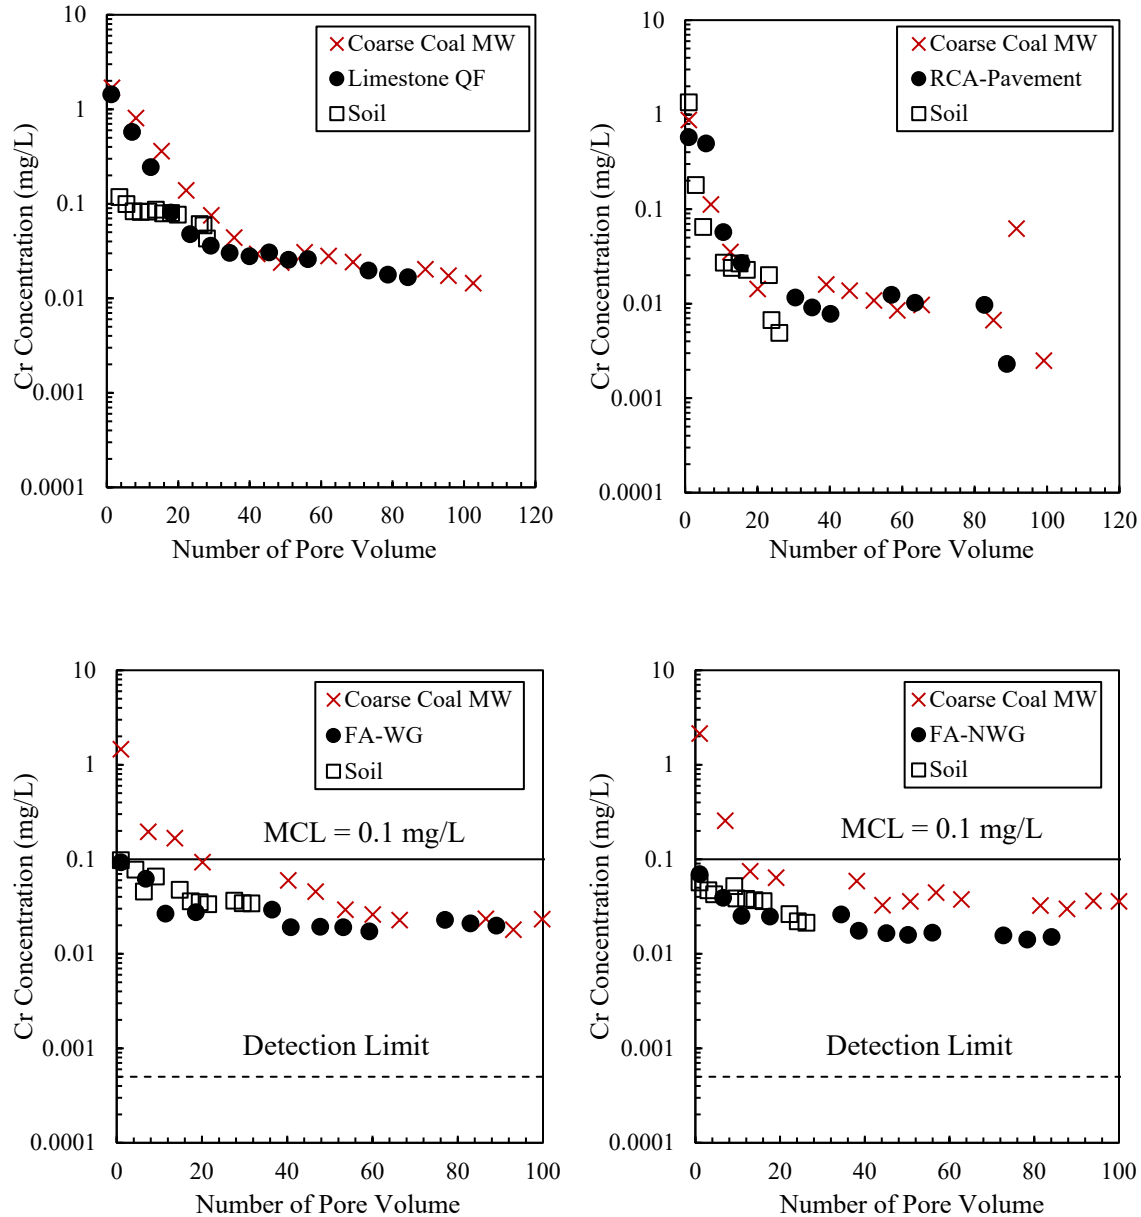 10
1
0.1
0.01
0.001
0.0001
Cr Concentration (mg/L)
Coarse Coal MW
Limestone QF
Soil
0 20 40 60 80 100 120
Number of Pore Volume
10
1
0.1
0.01
0.001
0.0001
Cr Concentration (mg/L)
Coarse Coal MW
RCA-Pavement
Soil
0 20 40 60 80 100 120
Number of Pore Volume
10
1
0.1
0.01
0.001
0.0001
Cr Concentration (mg/L)
Coarse Coal MW
FA-WG
Soil
MCL = 0.1 mg/L
Detection Limit
0 20 40 60 80 100
Number of Pore Volume
10
1
0.1
0.01
0.001
0.0001
Cr Concentration (mg/L)
Coarse Coal MW
FA-NWG
Soil
MCL = 0.1 mg/L
Detection Limit
0 20 40 60 80 100
Number of Pore Volume